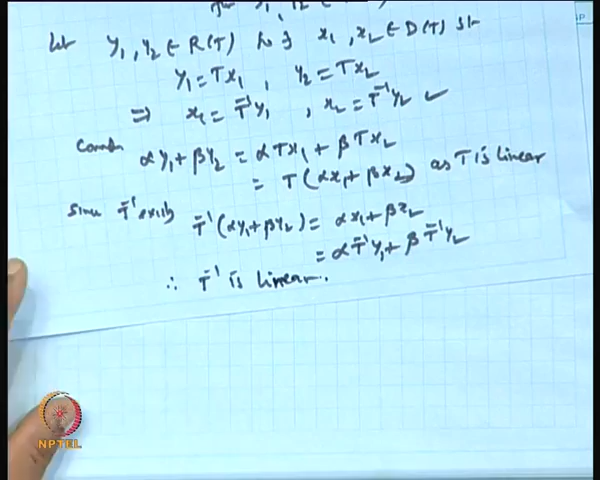 Let y₁, y₂ ∈ R(T) so ∃ x₁, x₂ ∈ D(T) st
y₁ = Tx₁ , y₂ = Tx₂
⇒ x₁ = T⁻¹y₁ , x₂ = T⁻¹y₂ ✓
Consider αy₁ + βy₂ = αTx₁ + βTx₂
= T(αx₁ + βx₂) as T is linear
Since T⁻¹ exists T⁻¹(αy₁ + βy₂) = αx₁ + βx₂
= αT⁻¹y₁ + βT⁻¹y₂
∴ T⁻¹ is linear.
NPTEL